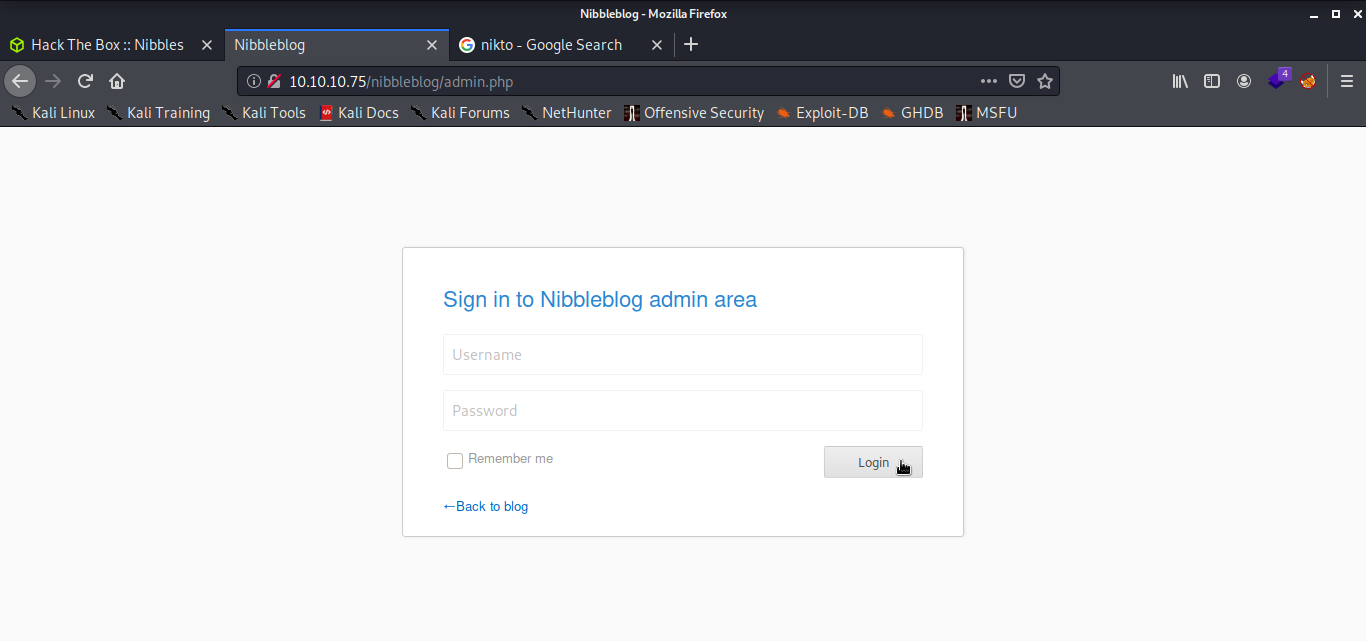 Nibbleblog - Mozilla Firefox
Hack The Box :: Nibbles
Nibbleblog
nikto - Google Search
10.10.10.75/nibbleblog/admin.php
4
Kali Linux
Kali Training
Kali Tools
Kali Docs
Kali Forums
NetHunter
Offensive Security
Exploit-DB
GHDB
MSFU
Sign in to Nibbleblog admin area
Username
Password
Remember me
Login
←Back to blog